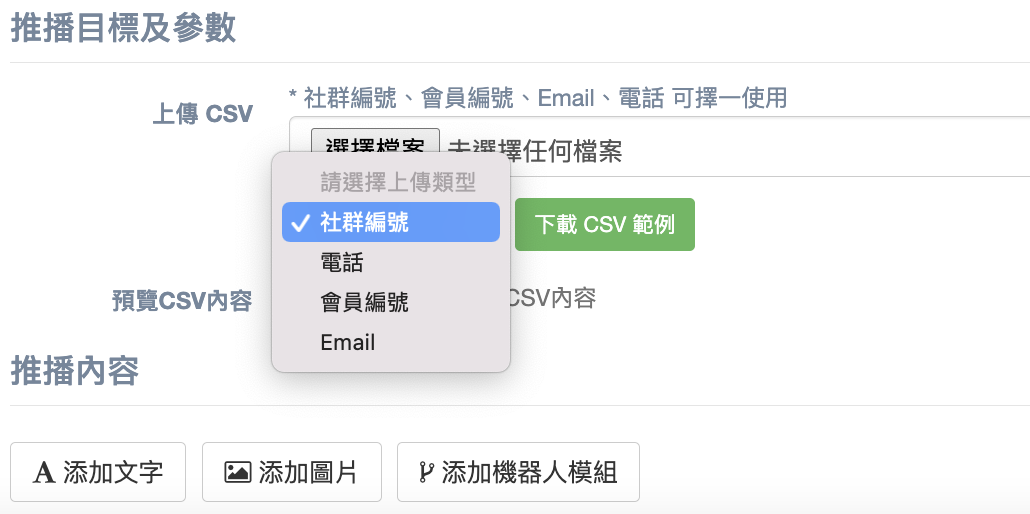 推播目標及參數
上傳 CSV
* 社群編號、會員編號、Email、電話 可擇一使用
選擇檔案 未選擇任何檔案
請選擇上傳類型
社群編號
電話
會員編號
Email
下載 CSV 範例
預覽CSV內容
CSV內容
推播內容
添加文字
添加圖片
添加機器人模組